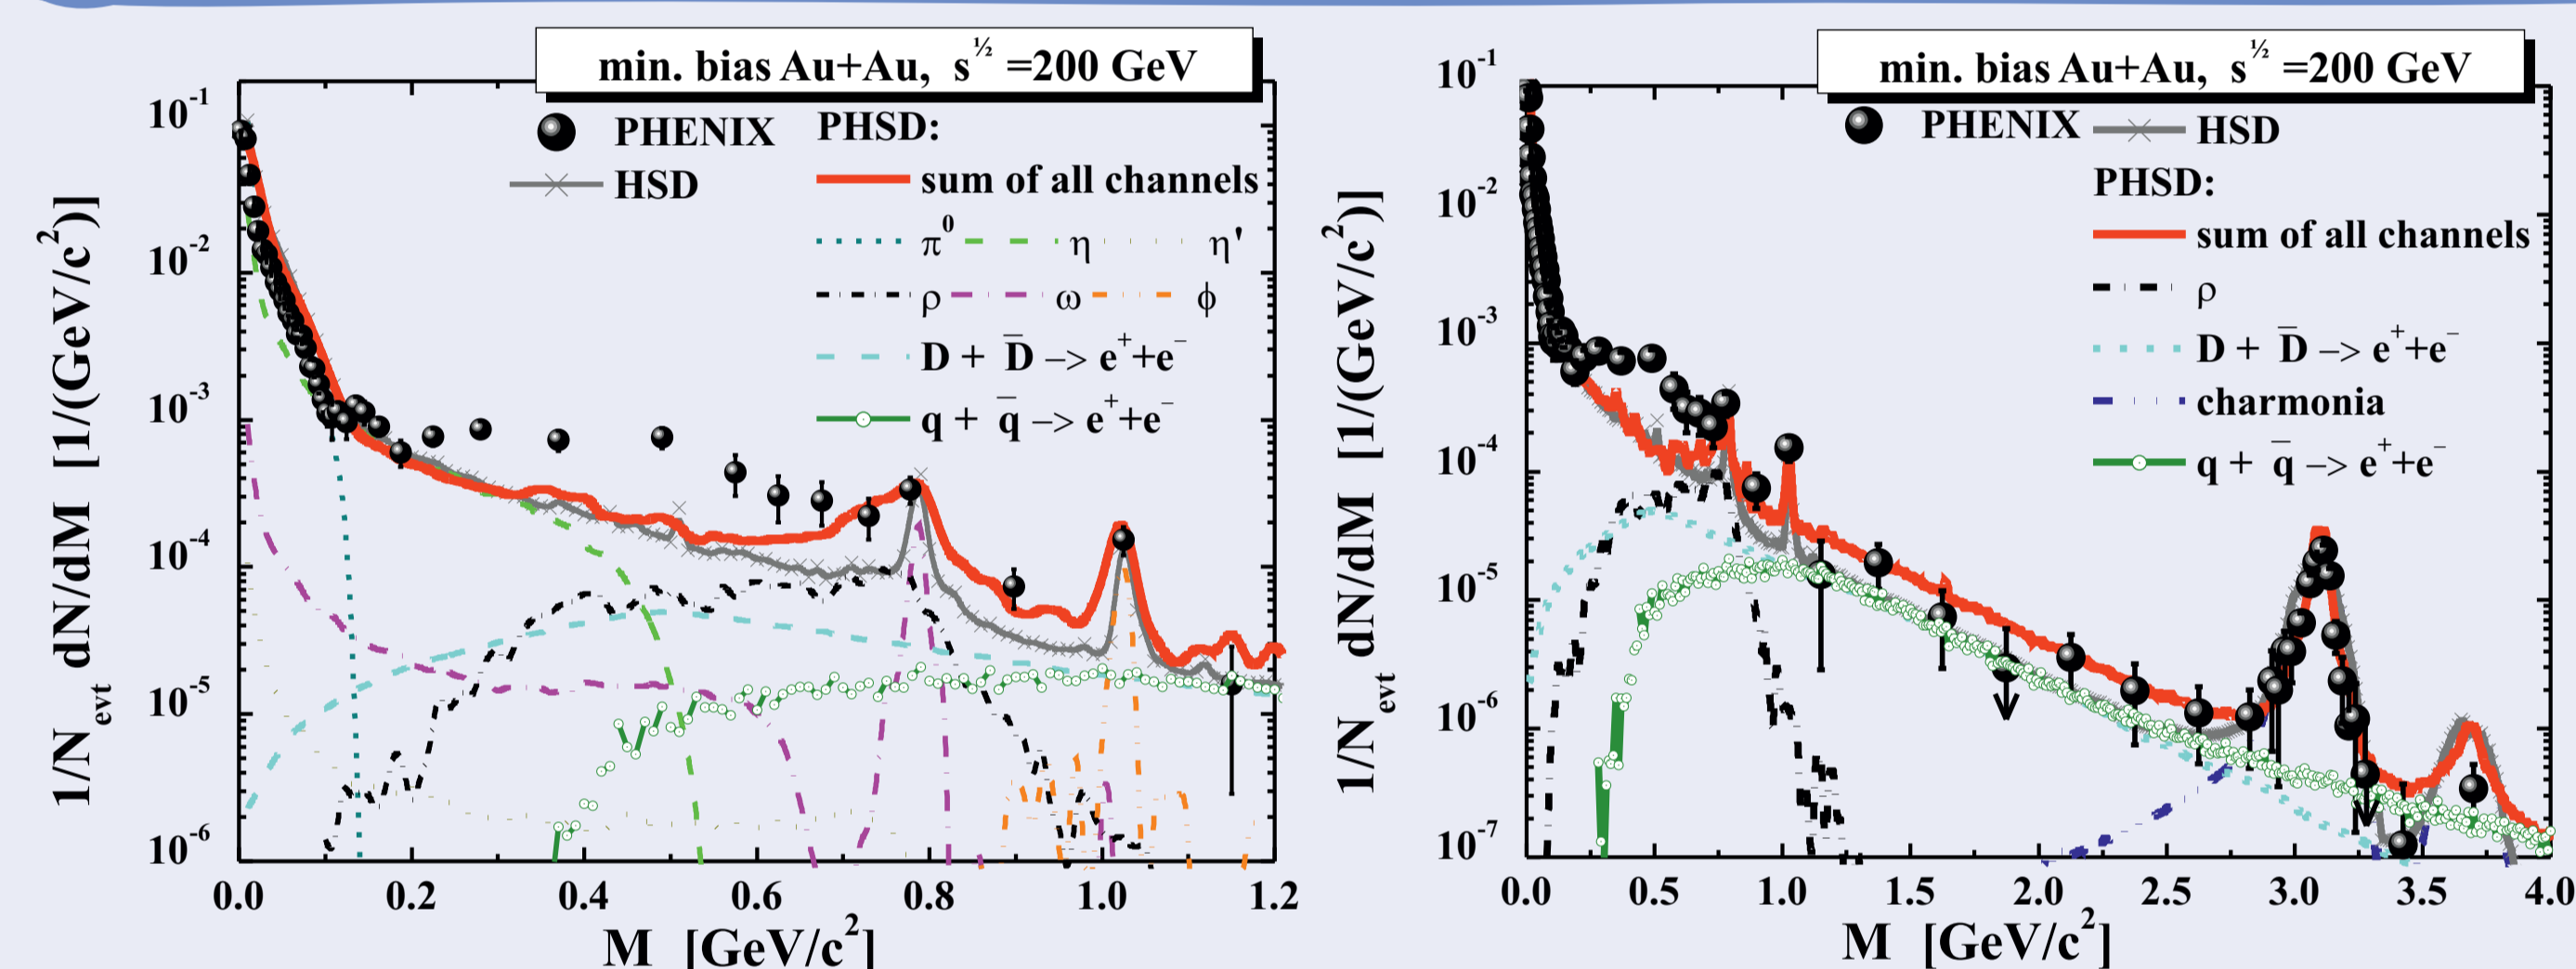 min. bias Au+Au, s^½ =200 GeV
PHENIX
HSD
PHSD:
sum of all channels
π⁰ η η'
ρ ω ϕ
D + D̅ –> e⁺+e⁻
q + q̅ –> e⁺+e⁻
1/N_evt dN/dM [1/(GeV/c²)]
10⁻¹
10⁻²
10⁻³
10⁻⁴
10⁻⁵
10⁻⁶
0.0 0.2 0.4 0.6 0.8 1.0 1.2
M [GeV/c²]
min. bias Au+Au, s^½ =200 GeV
PHENIX HSD
PHSD:
sum of all channels
ρ
D + D̅ –> e⁺+e⁻
charmonia
q + q̅ –> e⁺+e⁻
1/N_evt dN/dM [1/(GeV/c²)]
10⁻¹
10⁻²
10⁻³
10⁻⁴
10⁻⁵
10⁻⁶
10⁻⁷
0.0 0.5 1.0 1.5 2.0 2.5 3.0 3.5 4.0
M [GeV/c²]